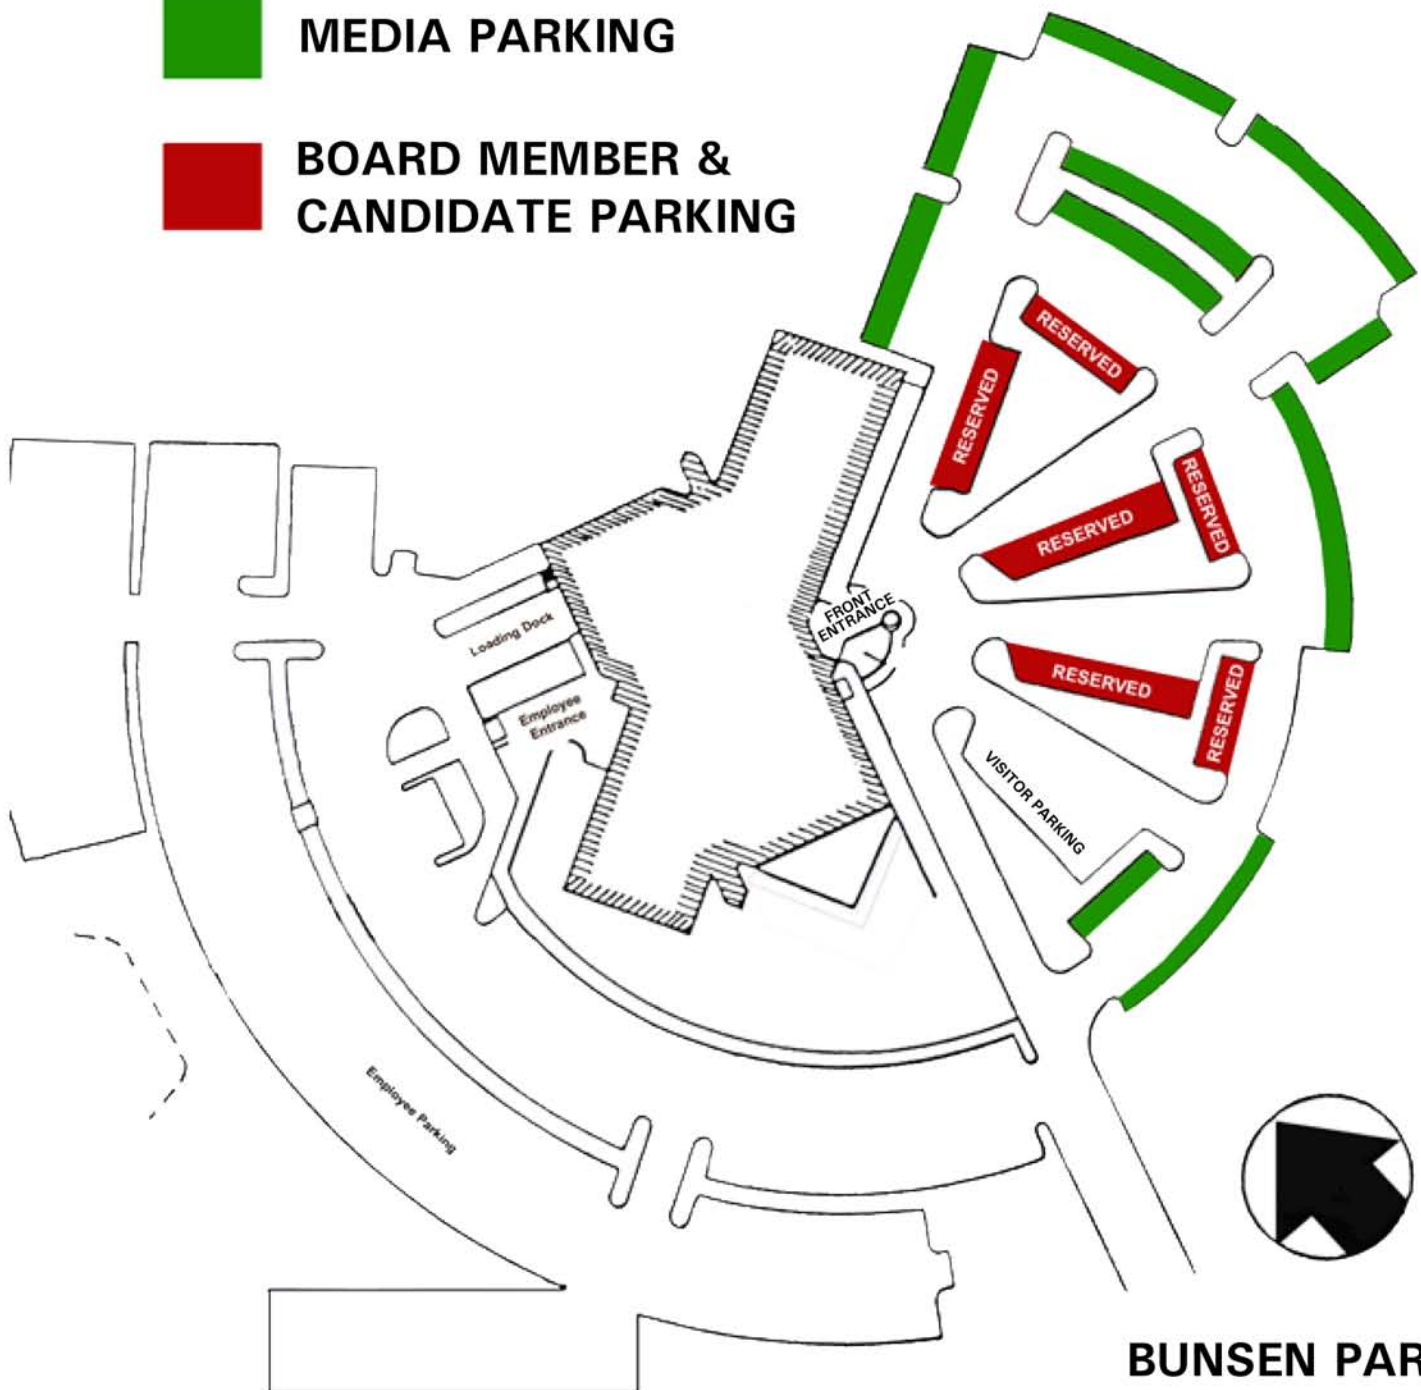 MEDIA PARKING
BOARD MEMBER &
CANDIDATE PARKING
RESERVED
RESERVED
RESERVED
RESERVED
FRONT
ENTRANCE
Loading Dock
RESERVED
RESERVED
Employee
Entrance
VISITOR PARKING
Employee Parking
BUNSEN PAR